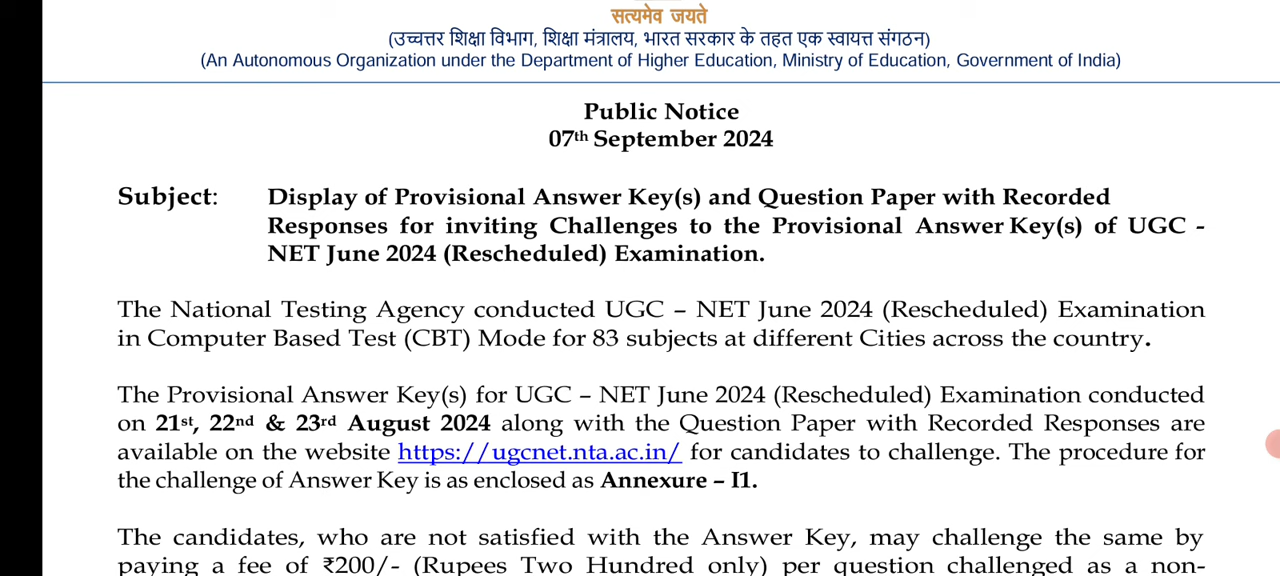 सत्यमेव जयते
(उच्चत्तर शिक्षा विभाग, शिक्षा मंत्रालय, भारत सरकार के तहत एक स्वायत्त संगठन)
(An Autonomous Organization under the Department of Higher Education, Ministry of Education, Government of India)
Public Notice
07th September 2024
Subject: Display of Provisional Answer Key(s) and Question Paper with Recorded
Responses for inviting Challenges to the Provisional Answer Key(s) of UGC -
NET June 2024 (Rescheduled) Examination.
The National Testing Agency conducted UGC – NET June 2024 (Rescheduled) Examination
in Computer Based Test (CBT) Mode for 83 subjects at different Cities across the country.
The Provisional Answer Key(s) for UGC – NET June 2024 (Rescheduled) Examination conducted
on 21st, 22nd & 23rd August 2024 along with the Question Paper with Recorded Responses are
available on the website https://ugcnet.nta.ac.in/ for candidates to challenge. The procedure for
the challenge of Answer Key is as enclosed as Annexure – I1.
The candidates, who are not satisfied with the Answer Key, may challenge the same by
paying a fee of ₹200/- (Rupees Two Hundred only) per question challenged as a non-